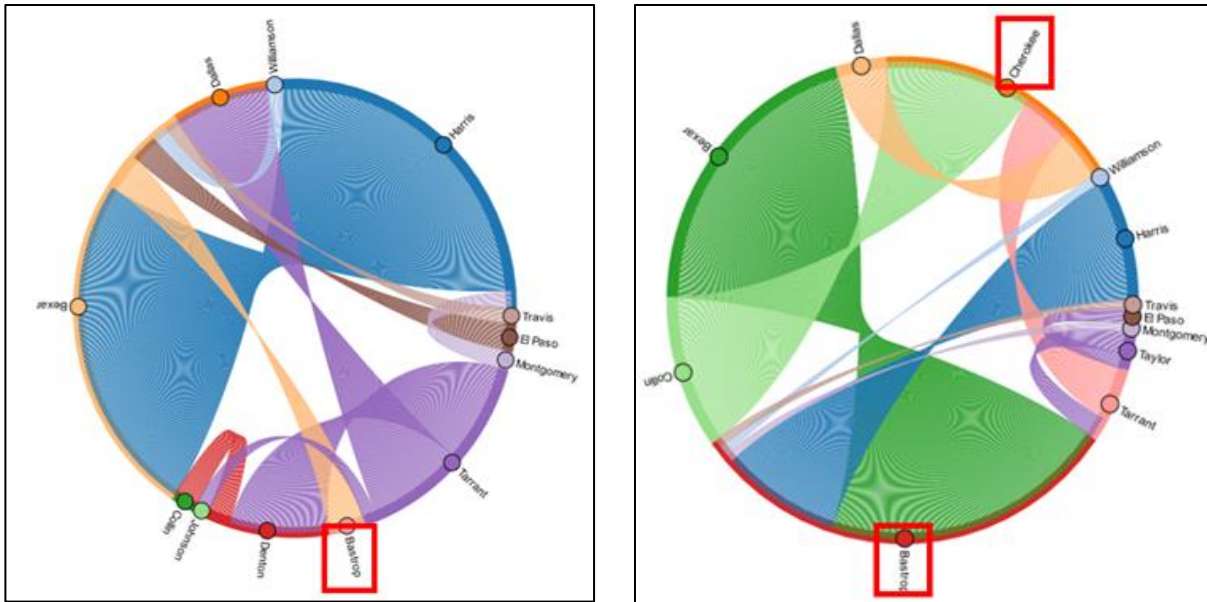 Williamson
Dallas
Harris
Bexar
Travis
El Paso
Montgomery
Tarrant
Collin
Johnson
Denton
Bastrop
Dallas
Cherokee
Bexar
Williamson
Harris
Travis
El Paso
Montgomery
Taylor
Collin
Tarrant
Bastrop